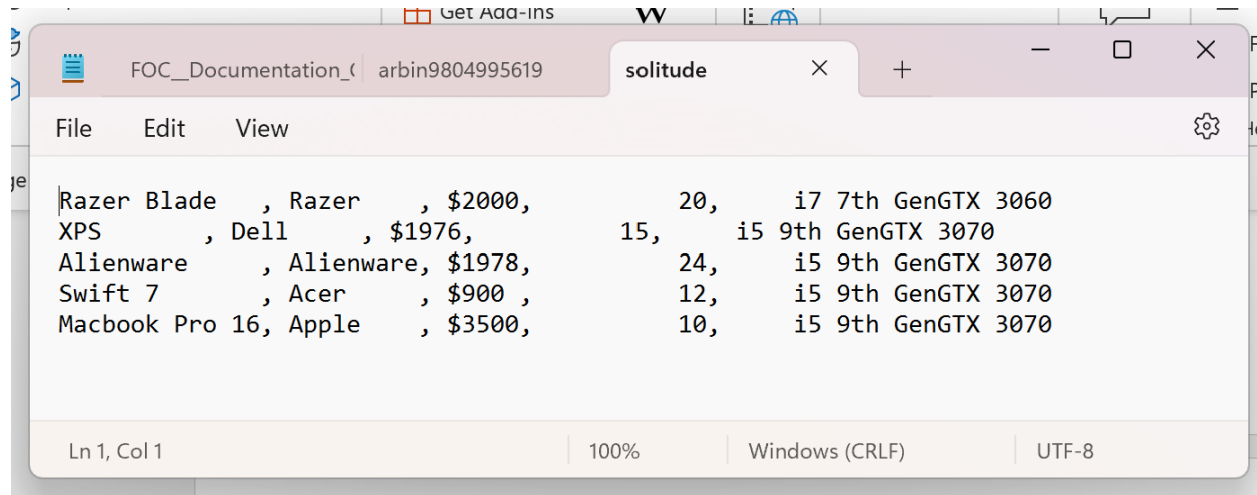 Get Add-ins
W
FOC__Documentation_( arbin9804995619 solitude
File Edit View
Razer Blade , Razer , $2000, 20, i7 7th GenGTX 3060
XPS , Dell , $1976, 15, i5 9th GenGTX 3070
Alienware , Alienware, $1978, 24, i5 9th GenGTX 3070
Swift 7 , Acer , $900 , 12, i5 9th GenGTX 3070
Macbook Pro 16, Apple , $3500, 10, i5 9th GenGTX 3070
Ln 1, Col 1 100% Windows (CRLF) UTF-8